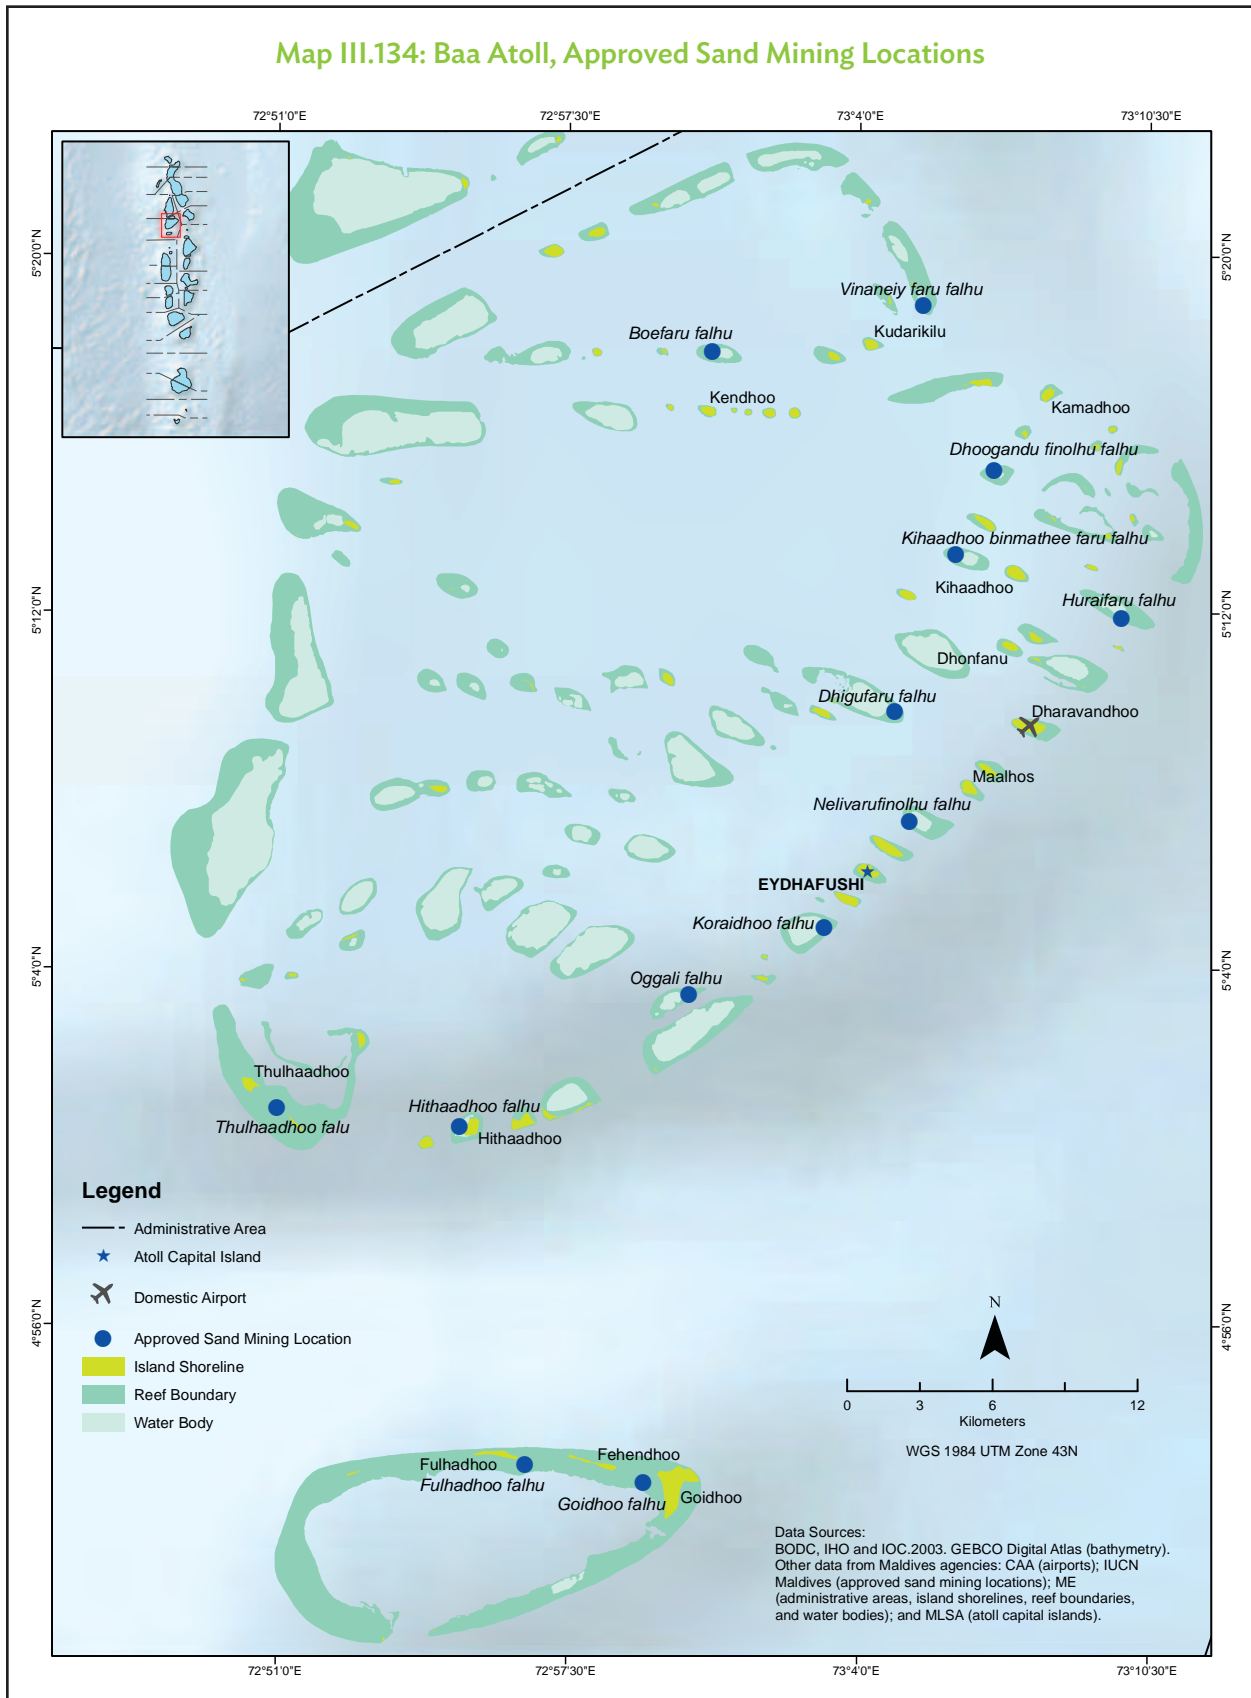 Map III.134: Baa Atoll, Approved Sand Mining Locations
72°51'0"E
72°57'30"E
73°4'0"E
73°10'30"E
5°20'0"N
5°20'0"N
Vinaneiy faru falhu
Boefaru falhu
Kudarikilu
Kendhoo
Kamadhoo
Dhoogandu finolhu falhu
Kihaadhoo binmathee faru falhu
Kihaadhoo
Huraifaru falhu
5°12'0"N
5°12'0"N
Dhonfanu
Dhigufaru falhu
Dharavandhoo
Maalhos
Nelivarufinolhu falhu
EYDHAFUSHI
Koraidhoo falhu
5°4'0"N
5°4'0"N
Oggali falhu
Thulhaadhoo
Hithaadhoo falhu
Thulhaadhoo falu
Hithaadhoo
Legend
Administrative Area
Atoll Capital Island
Domestic Airport
Approved Sand Mining Location
Island Shoreline
Reef Boundary
Water Body
4°56'0"N
4°56'0"N
N
0 3 6 12
Kilometers
WGS 1984 UTM Zone 43N
Fehendhoo
Fulhadhoo
Fulhadhoo falhu
Goidhoo
Goidhoo falhu
Data Sources:
BODC, IHO and IOC.2003. GEBCO Digital Atlas (bathymetry).
Other data from Maldives agencies: CAA (airports); IUCN
Maldives (approved sand mining locations); ME
(administrative areas, island shorelines, reef boundaries,
and water bodies); and MLSA (atoll capital islands).
72°51'0"E
72°57'30"E
73°4'0"E
73°10'30"E